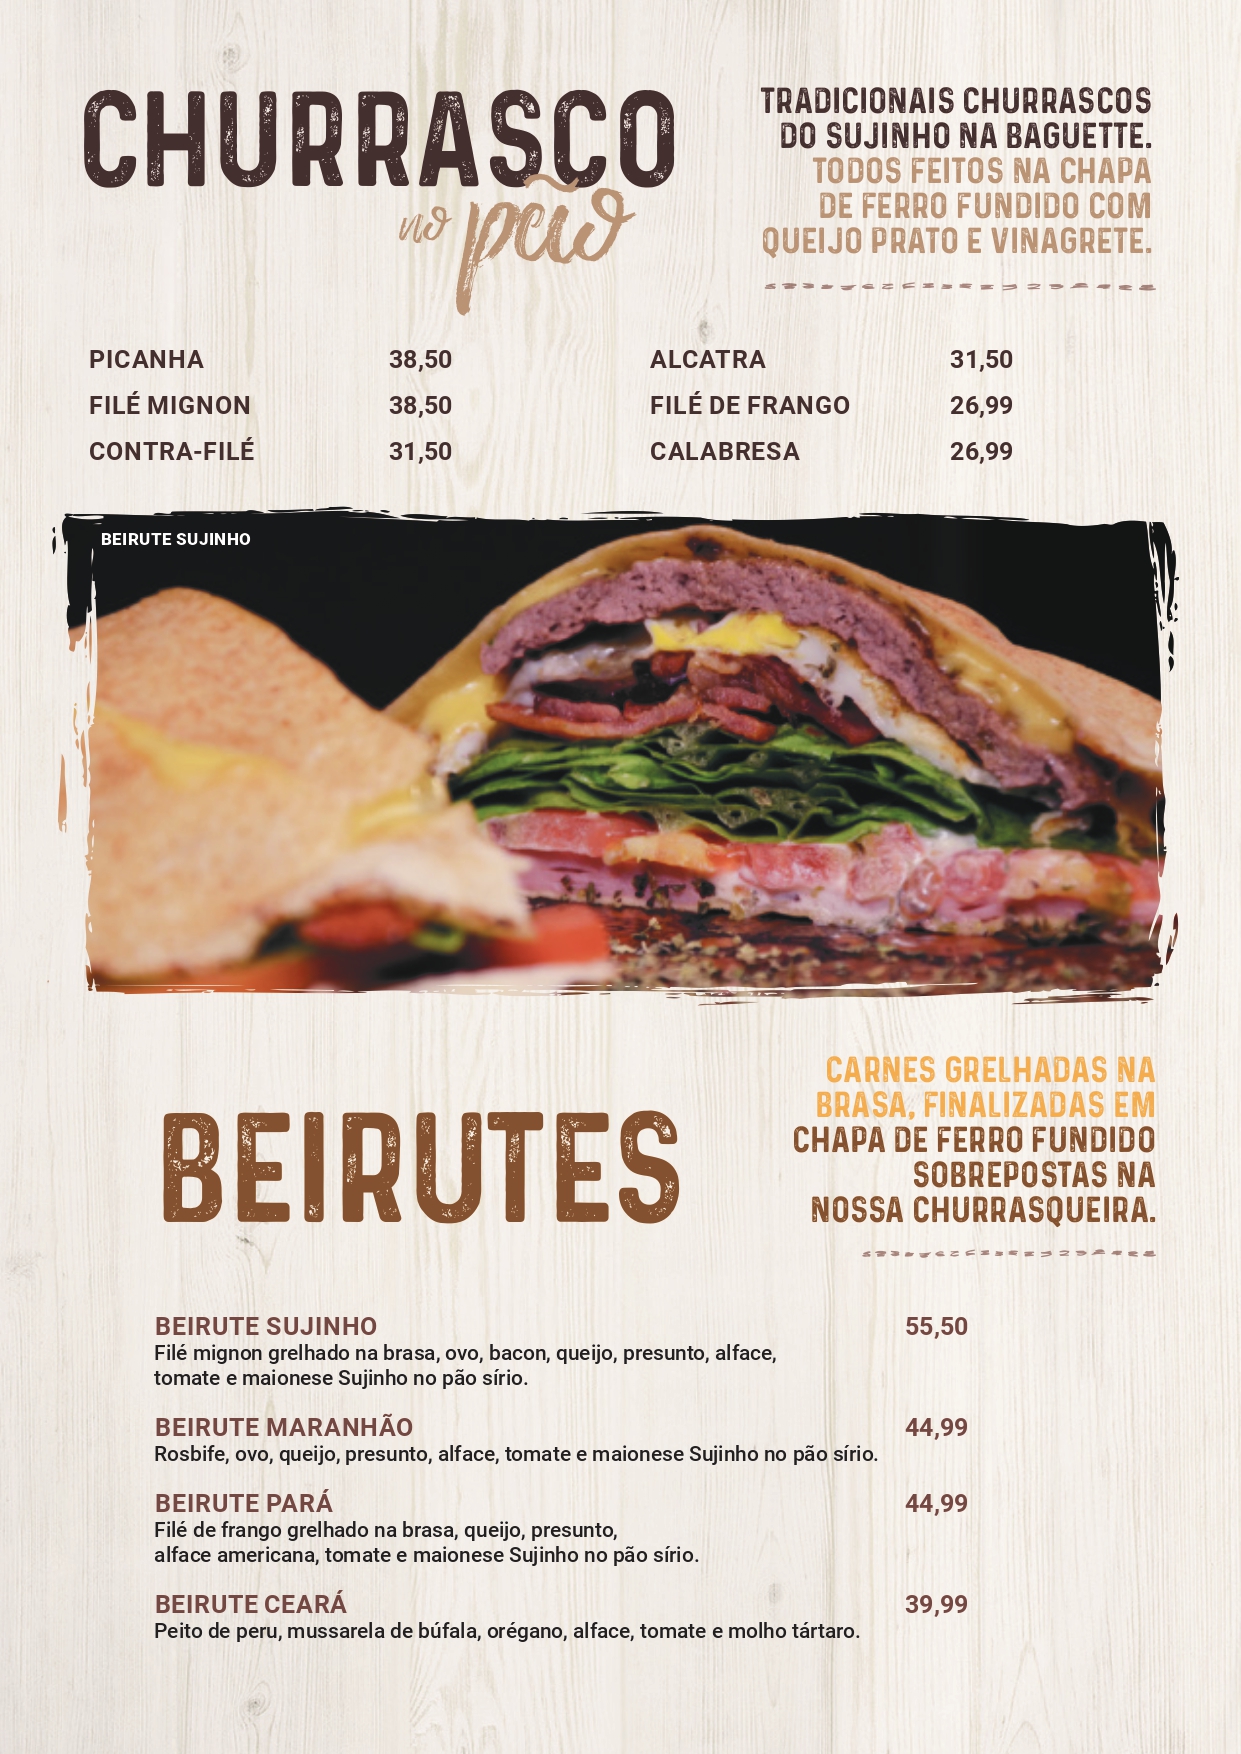 CHURRASCO
no pão
TRADICIONAIS CHURRASCOS
DO SUJINHO NA BAGUETTE.
TODOS FEITOS NA CHAPA
DE FERRO FUNDIDO COM
QUEIJO PRATO E VINAGRETE.
PICANHA 38,50
FILÉ MIGNON 38,50
CONTRA-FILÉ 31,50
ALCATRA 31,50
FILÉ DE FRANGO 26,99
CALABRESA 26,99
BEIRUTE SUJINHO
BEIRUTES
CARNES GRELHADAS NA
BRASA, FINALIZADAS EM
CHAPA DE FERRO FUNDIDO
SOBREPOSTAS NA
NOSSA CHURRASQUEIRA.
BEIRUTE SUJINHO 55,50
Filé mignon grelhado na brasa, ovo, bacon, queijo, presunto, alface,
tomate e maionese Sujinho no pão sírio.
BEIRUTE MARANHÃO 44,99
Rosbife, ovo, queijo, presunto, alface, tomate e maionese Sujinho no pão sírio.
BEIRUTE PARÁ 44,99
Filé de frango grelhado na brasa, queijo, presunto,
alface americana, tomate e maionese Sujinho no pão sírio.
BEIRUTE CEARÁ 39,99
Peito de peru, mussarela de búfala, orégano, alface, tomate e molho tártaro.